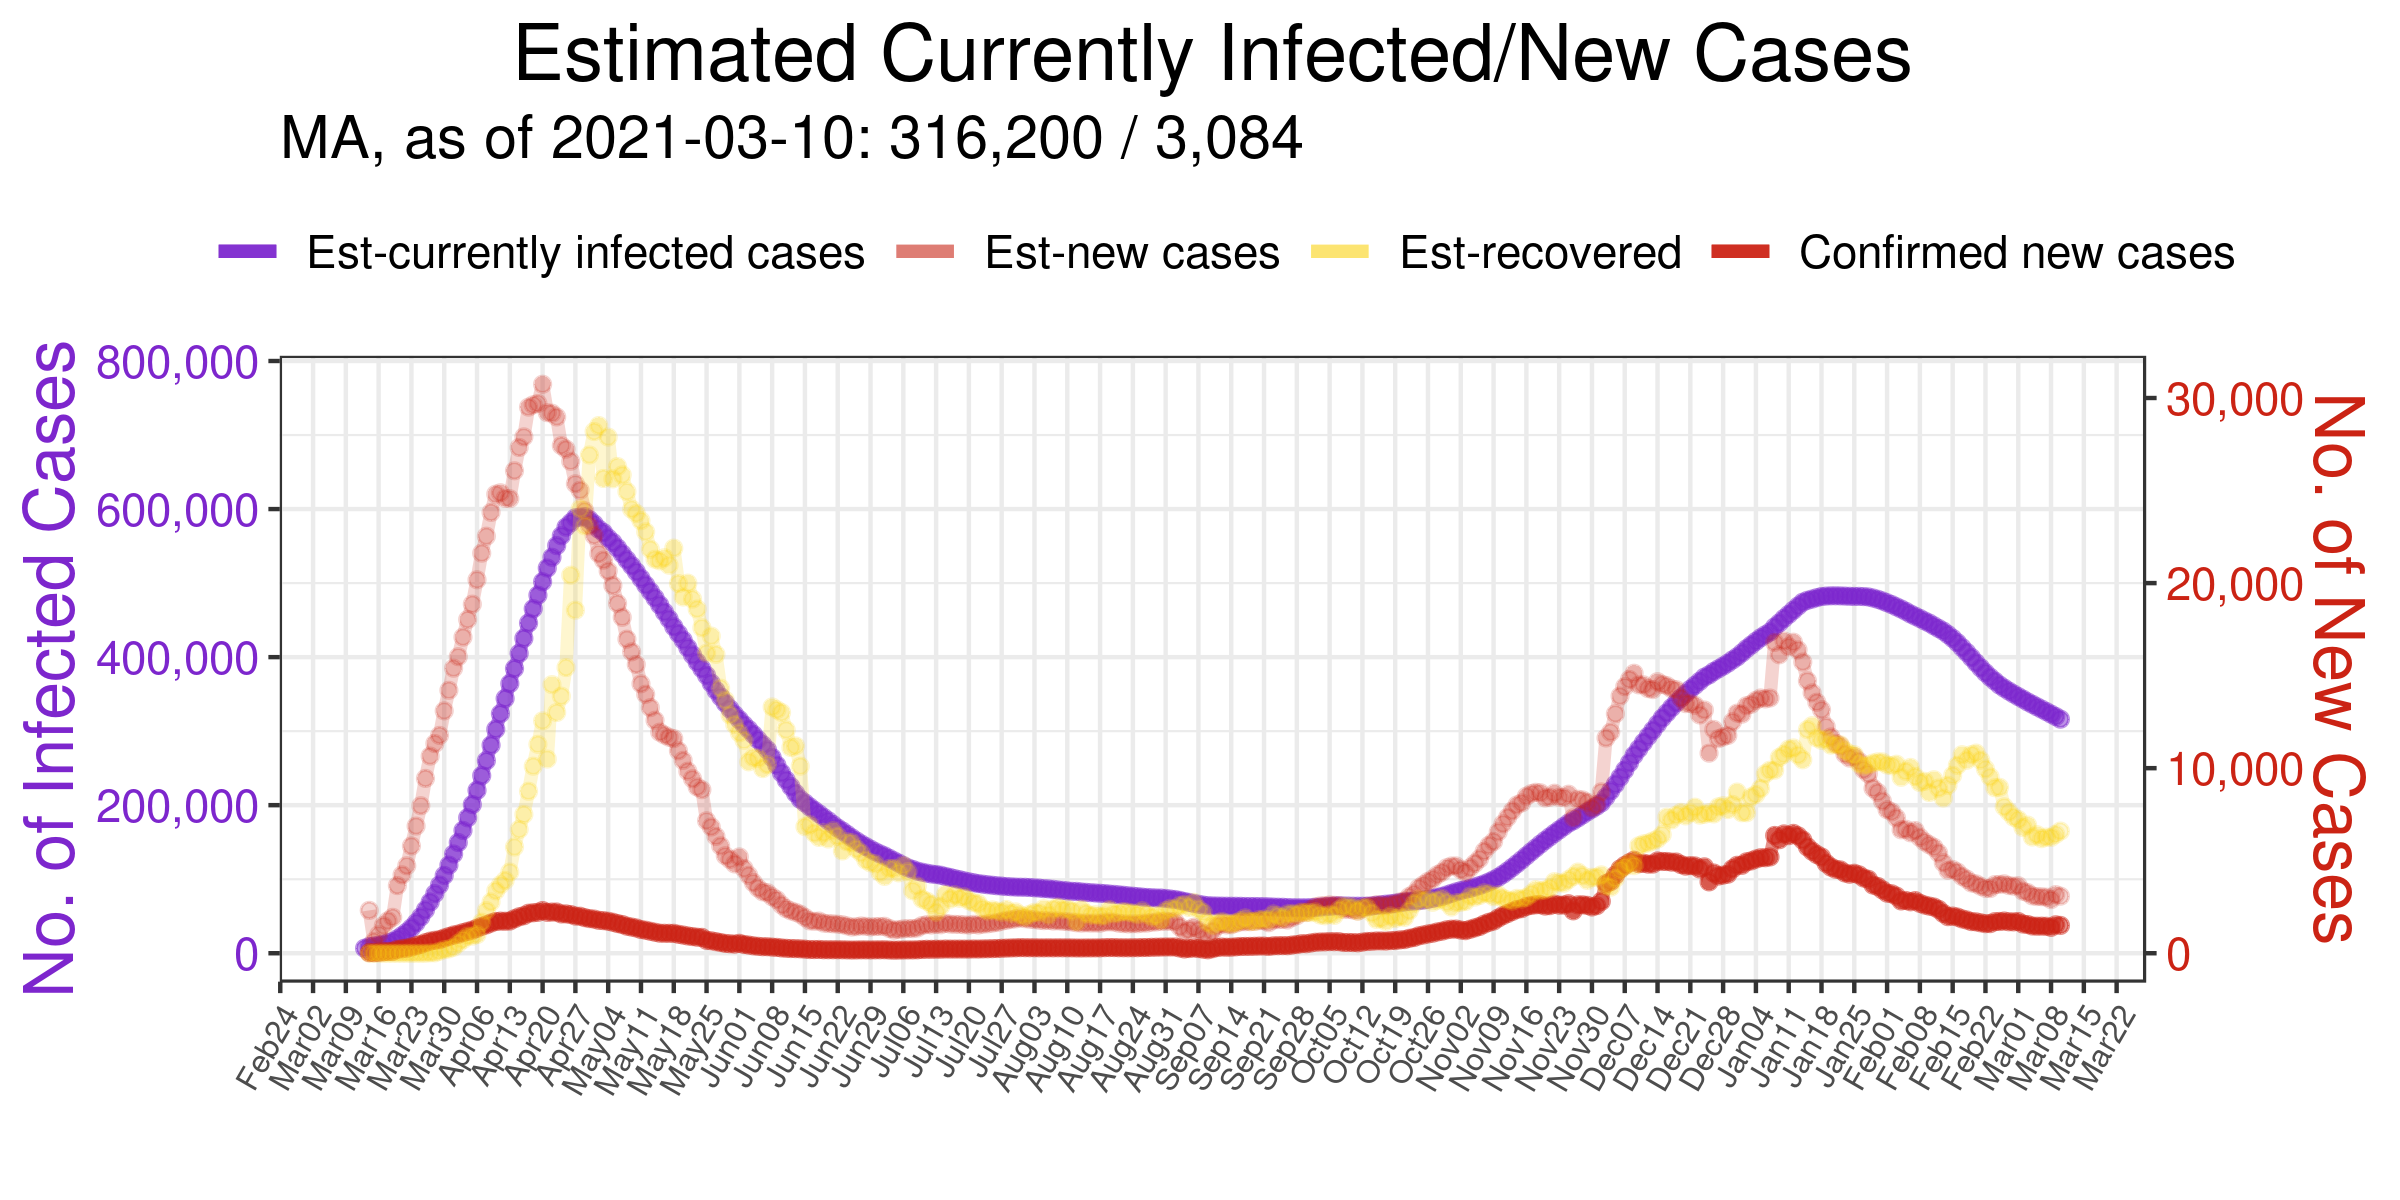 Estimated Currently Infected/New Cases
MA, as of 2021-03-10: 316,200 / 3,084
Est-currently infected cases
Est-new cases
Est-recovered
Confirmed new cases
No. of Infected Cases
800,000
600,000
400,000
200,000
0
30,000
20,000
10,000
0
No. of New Cases
Feb24
Mar02
Mar09
Mar16
Mar23
Mar30
Apr06
Apr13
Apr20
Apr27
May04
May11
May18
May25
Jun01
Jun08
Jun15
Jun22
Jun29
Jul06
Jul13
Jul20
Jul27
Aug03
Aug10
Aug17
Aug24
Aug31
Sep07
Sep14
Sep21
Sep28
Oct05
Oct12
Oct19
Oct26
Nov02
Nov09
Nov16
Nov23
Nov30
Dec07
Dec14
Dec21
Dec28
Jan04
Jan11
Jan18
Jan25
Feb01
Feb08
Feb15
Feb22
Mar01
Mar08
Mar15
Mar22